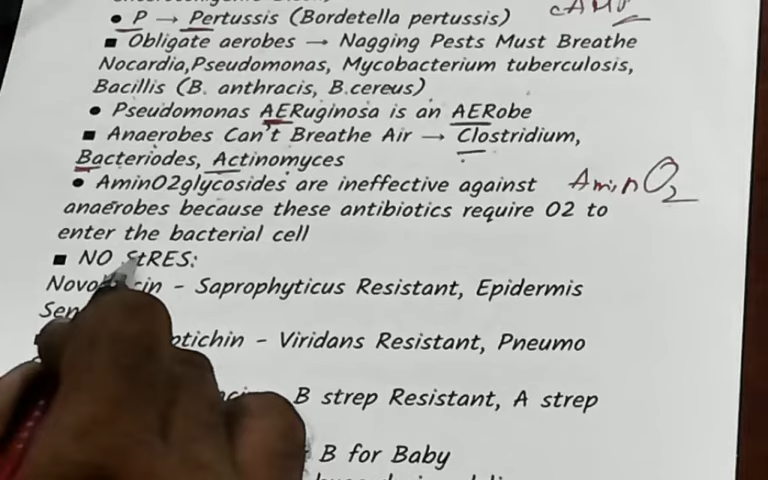 • P → Pertussis (Bordetella pertussis)
▪ Obligate aerobes → Nagging Pests Must Breathe
Nocardia,Pseudomonas, Mycobacterium tuberculosis,
Bacillis (B. anthracis, B.cereus)
• Pseudomonas AERuginosa is an AERobe
▪ Anaerobes Can't Breathe Air → Clostridium,
Bacteriodes, Actinomyces
• AminO2glycosides are ineffective against AminO2
anaerobes because these antibiotics require O2 to
enter the bacterial cell
▪ NO StRES:
– Saprophyticus Resistant, Epidermis
– Viridans Resistant, Pneumo
B strep Resistant, A strep
B for Baby